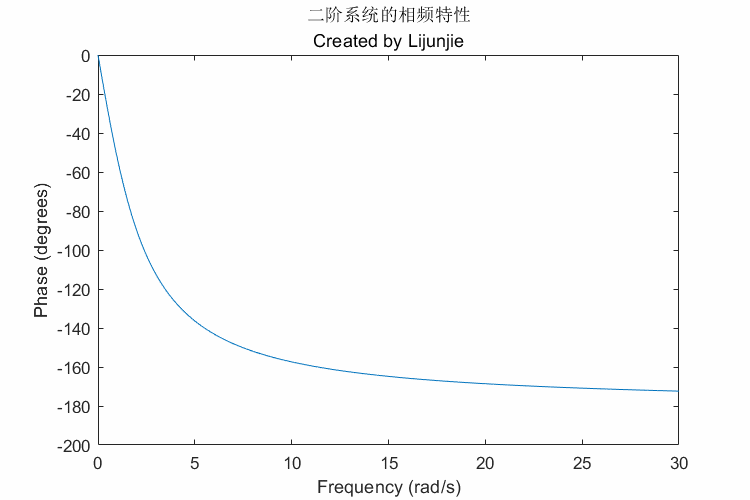 二阶系统的相频特性
Created by Lijunjie
0
-20
-40
-60
-80
-100
-120
-140
-160
-180
-200
Phase (degrees)
0 5 10 15 20 25 30
Frequency (rad/s)